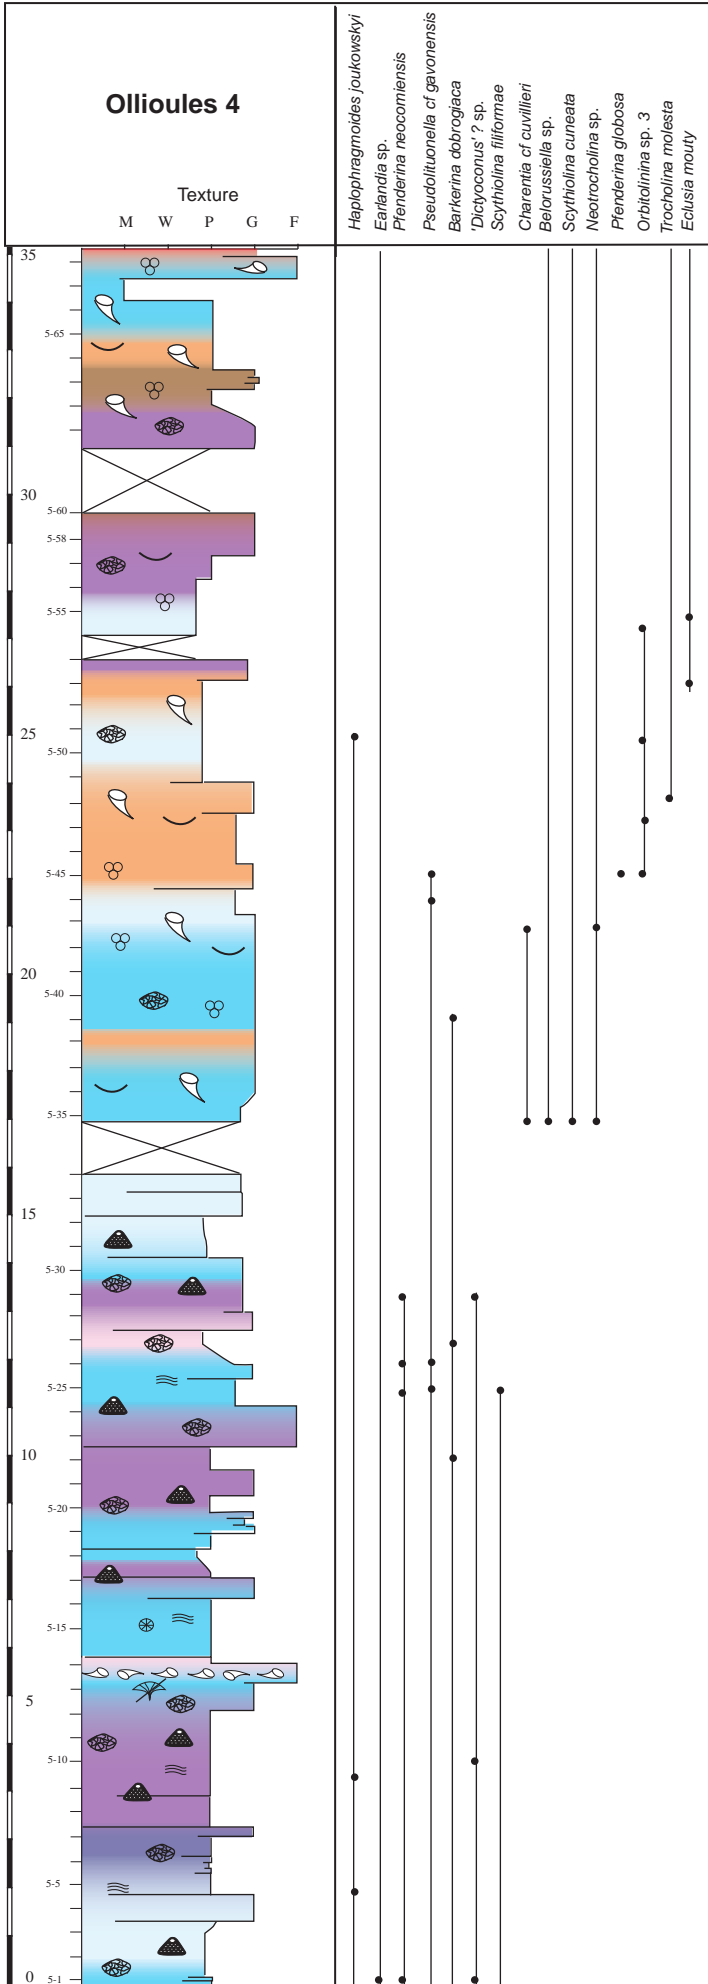 Ollioules 4
Texture
M W P G F
Haplophragmoides joukowskyi
Earlandia sp.
Pfenderina neocomiensis
Pseudolituonella cf gavonensis
Barkerina dobrogiaca
'Dictyoconus' ? sp.
Scythiolina filiformae
Charentia cf cuvillieri
Belorussiella sp.
Scythiolina cuneata
Neotrocholina sp.
Pfenderina globosa
Orbitolinina sp. 3
Trocholina molesta
Eclusia mouty
35
5-65
30
5-60
5-58
5-55
25
5-50
5-45
20
5-40
5-35
15
5-30
5-25
10
5-20
5-15
5
5-10
5-5
0
5-1